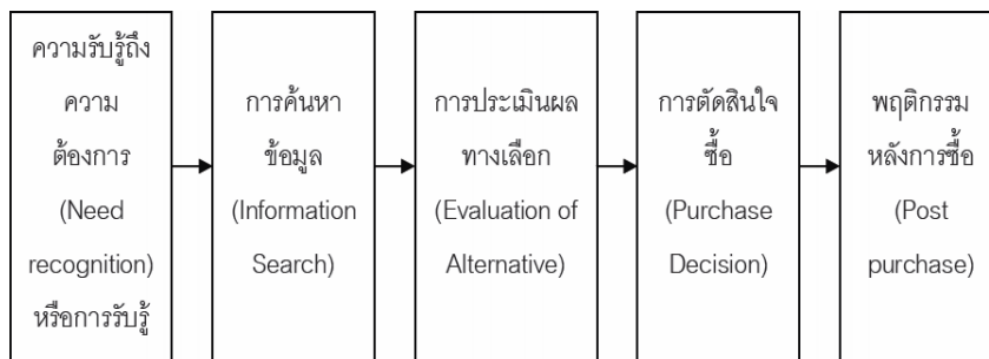 ความรับรู้ถึง
ความ
ต้องการ
(Need
recognition)
หรือการรับรู้
การค้นหา
ข้อมูล
(Information
Search)
การประเมินผล
ทางเลือก
(Evaluation of
Alternative)
การตัดสินใจ
ซื้อ
(Purchase
Decision)
พฤติกรรม
หลังการซื้อ
(Post
purchase)